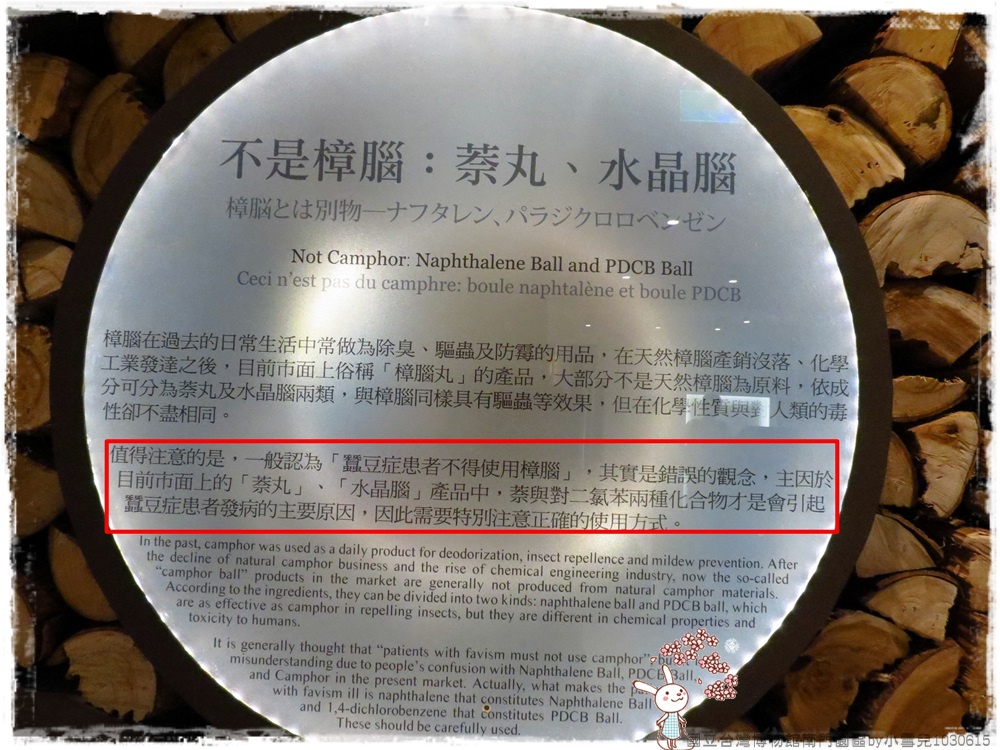 不是樟腦：萘丸、水晶腦
樟脳とは別物—ナフタレン、パラジクロロベンゼン
Not Camphor: Naphthalene Ball and PDCB Ball
Ceci n'est pas du camphre: boule naphtalène et boule PDCB
樟腦在過去的日常生活中常做為除臭、驅蟲及防霉的用品，在天然樟腦產銷沒落、化學
工業發達之後，目前市面上俗稱「樟腦丸」的產品，大部分不是天然樟腦為原料，依成
分可分為萘丸及水晶腦兩類，與樟腦同樣具有驅蟲等效果，但在化學性質與對人類的毒
性卻不盡相同。
值得注意的是，一般認為「蠶豆症患者不得使用樟腦」，其實是錯誤的觀念，主因於
目前市面上的「萘丸」、「水晶腦」產品中，萘與對二氯苯兩種化合物才是會引起
蠶豆症患者發病的主要原因，因此需要特別注意正確的使用方式。
In the past, camphor was used as a daily product for deodorization, insect repellence and mildew prevention. After
the decline of natural camphor business and the rise of chemical engineering industry, now the so-called
"camphor ball" products in the market are generally not produced from natural camphor materials.
According to the ingredients, they can be divided into two kinds: naphthalene ball and PDCB ball, which
are as effective as camphor in repelling insects, but they are different in chemical properties and
toxicity to humans.
It is generally thought that "patients with favism must not use camphor",
misunderstanding due to people's confusion with Naphthalene Ball, PDCB Ball,
and Camphor in the present market. Actually, what makes the
with favism ill is naphthalene that constitutes Naphthalene Ball
and 1,4-dichlorobenzene that constitutes PDCB Ball.
These should be carefully used.
國立台灣博物館南門園區by小雪兒1030615